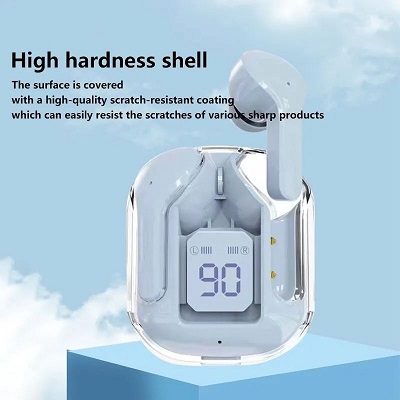 High hardness shell
The surface is covered
with a high-quality scratch-resistant coating
which can easily resist the scratches of various sharp products
L R
90